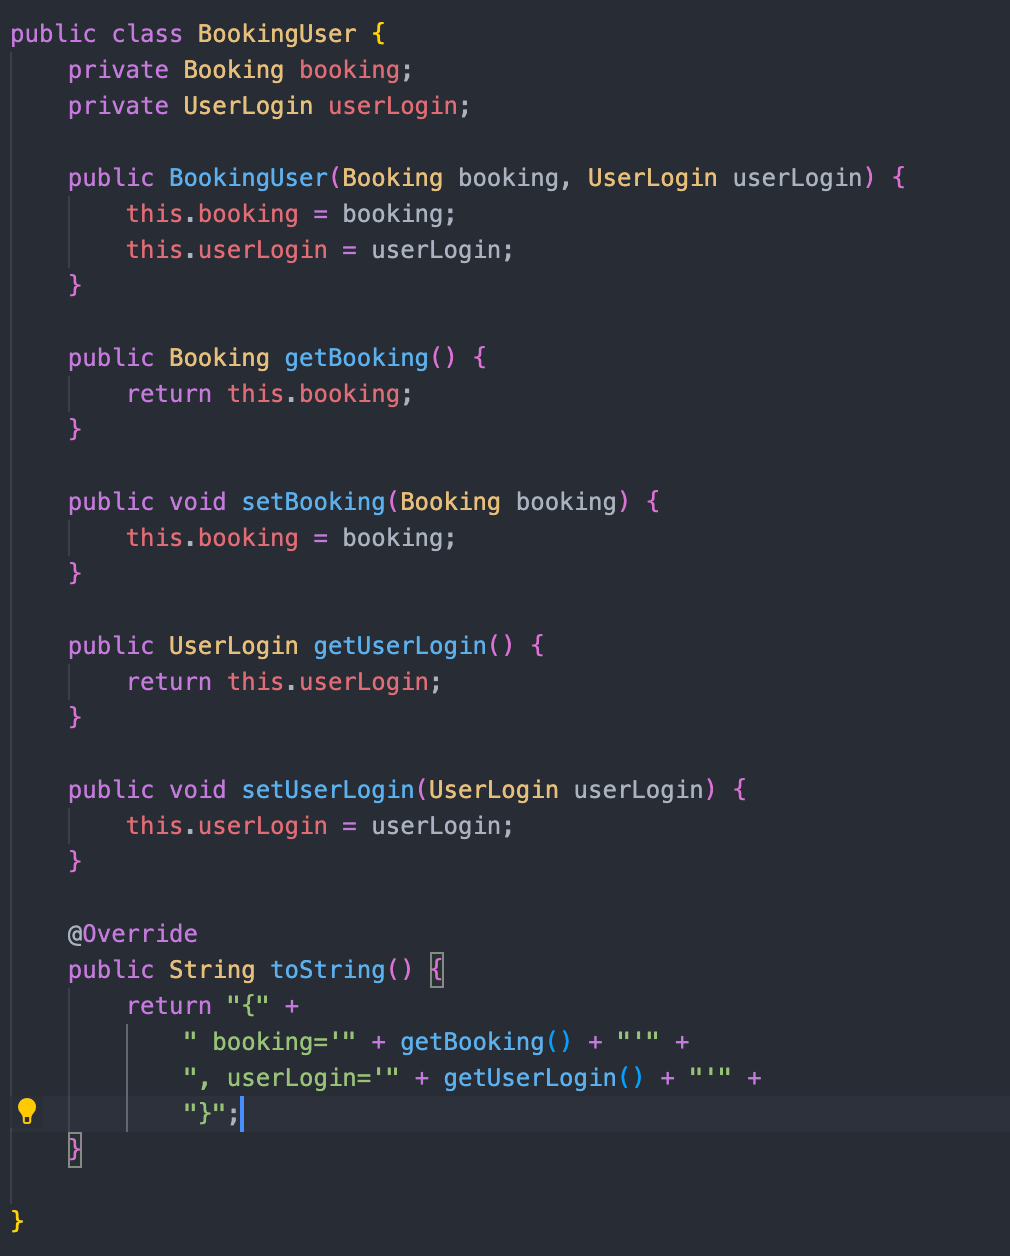 public class BookingUser {
    private Booking booking;
    private UserLogin userLogin;

    public BookingUser(Booking booking, UserLogin userLogin) {
        this.booking = booking;
        this.userLogin = userLogin;
    }

    public Booking getBooking() {
        return this.booking;
    }

    public void setBooking(Booking booking) {
        this.booking = booking;
    }

    public UserLogin getUserLogin() {
        return this.userLogin;
    }

    public void setUserLogin(UserLogin userLogin) {
        this.userLogin = userLogin;
    }

    @Override
    public String toString() {
        return "{" +
            " booking='" + getBooking() + "'" +
            ", userLogin='" + getUserLogin() + "'" +
            "}";
    }

}